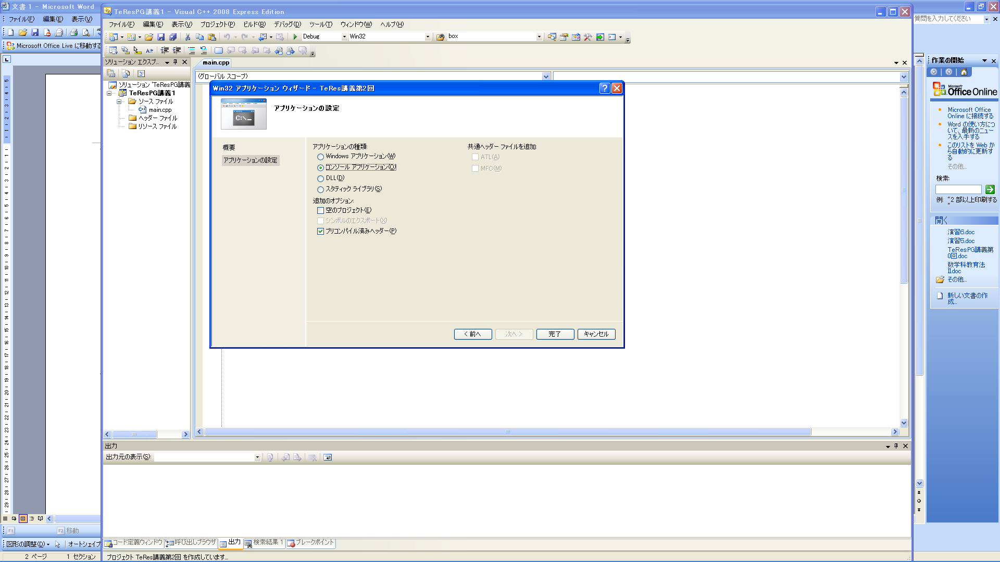 文書 1 - Microsoft Word
ファイル(F) 編集(E) 表示(V)
質問を入力してください
Microsoft Office Live に移動する
TeResPG講義1 - Visual C++ 2008 Express Edition
ファイル(F) 編集(E) 表示(V) プロジェクト(P) ビルド(B) デバッグ(D) ツール(T) ウィンドウ(W) ヘルプ(H)
Debug Win32 box
ソリューション エクスプ...
ソリューション 'TeResPG講義
TeResPG講義1
ソース ファイル
main.cpp
ヘッダー ファイル
リソース ファイル
main.cpp
(グローバル スコープ)
Win32 アプリケーション ウィザード - TeRes講義第2回
C:\_
アプリケーションの設定
概要
アプリケーションの設定
アプリケーションの種類:
Windows アプリケーション(W)
コンソール アプリケーション(O)
DLL(D)
スタティック ライブラリ(S)
追加のオプション:
空のプロジェクト(E)
シンボルのエクスポート(X)
プリコンパイル済みヘッダー(P)
共通ヘッダー ファイルを追加:
ATL(A)
MFC(M)
< 前へ
次へ >
完了
キャンセル
出力
出力元の表示(S):
コード定義ウィンドウ 呼び出しブラウザ 出力 検索結果 1 ブレークポイント
プロジェクト TeRes講義第2回 を作成しています...
F1 F2 移動
図形の調整(D) オートシェイプ
2 ページ 1 セクション
作業の開始
Microsoft Office Online
Microsoft Office
Online に接続する
Word の使い方につ
いて、最新のニュー
スを入手する
このリストを Web か
ら自動的に更新す
る
その他...
検索:
例: "2 部以上印刷する
"
開く
演習6.doc
演習5.doc
TeResPG講義第
0回.doc
数学科教育法
II.doc
その他...
新しい文書の作
成...